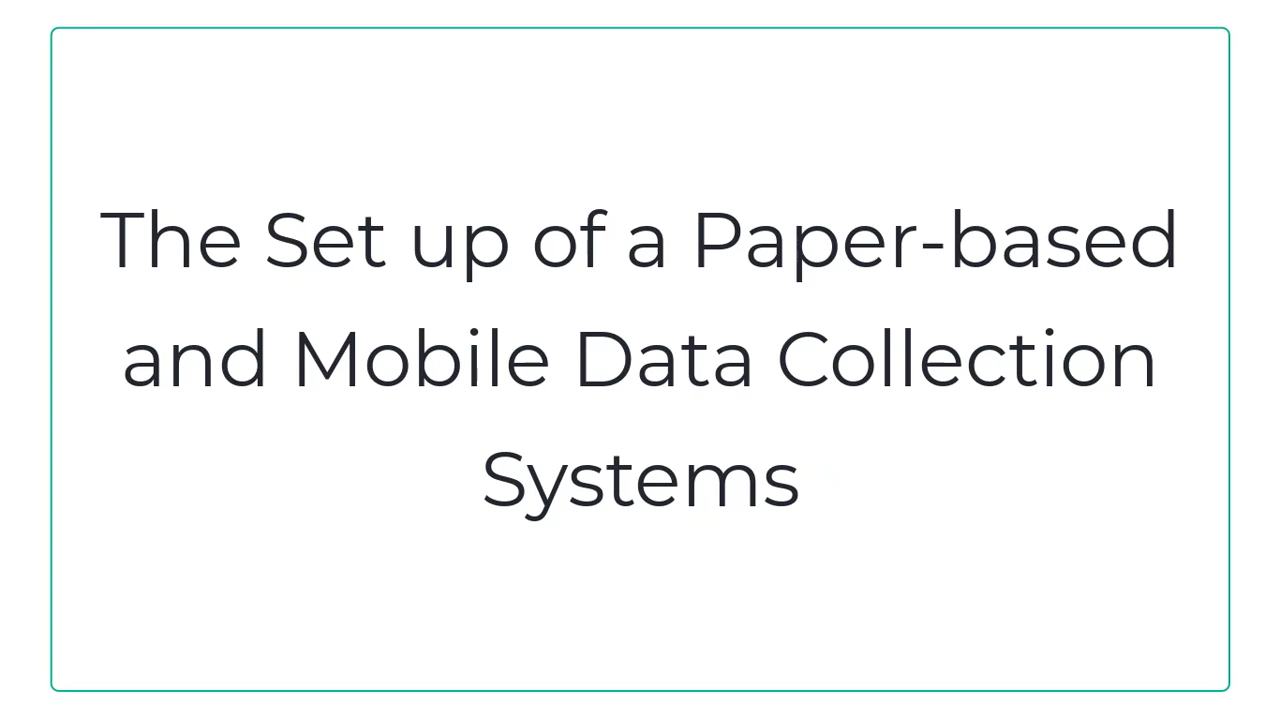 The Set up of a Paper-based
and Mobile Data Collection
Systems